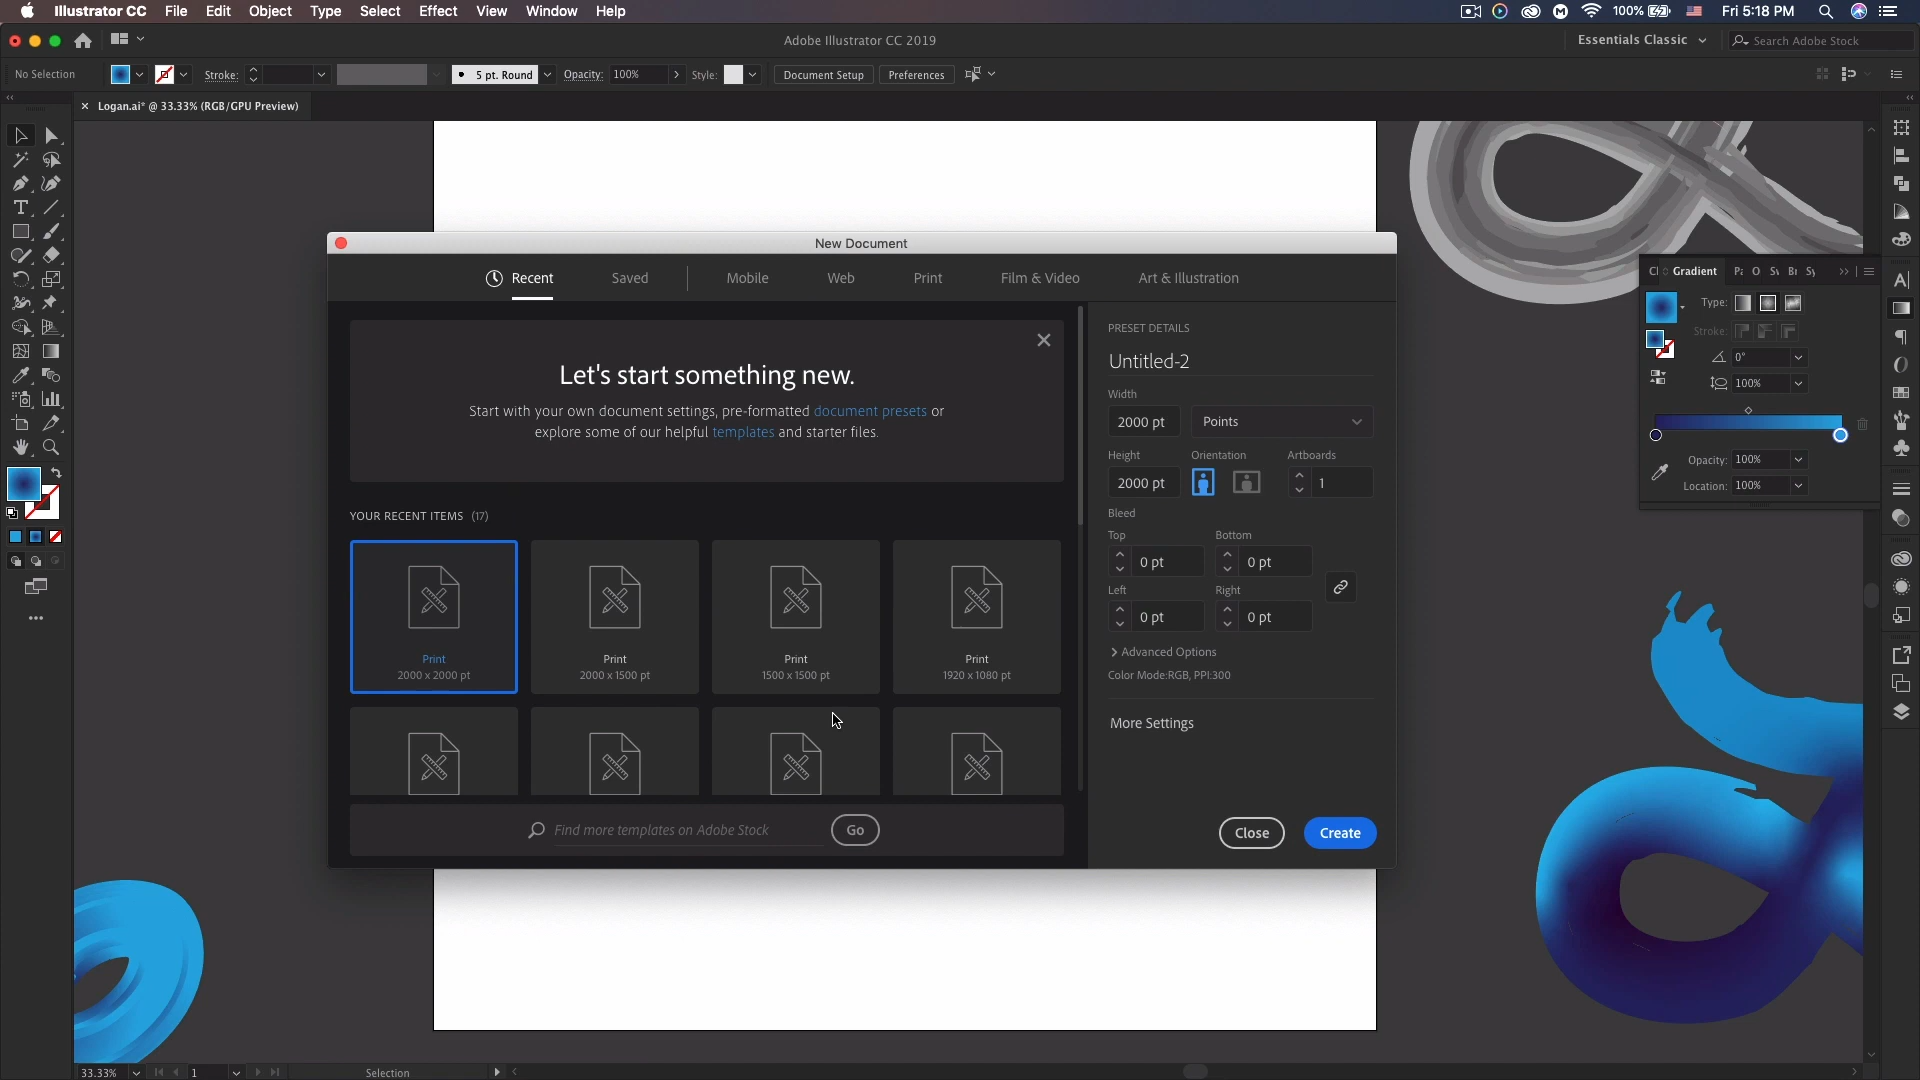 Illustrator CC File Edit Object Type Select Effect View Window Help
100% Fri 5:18 PM
Adobe Illustrator CC 2019
Essentials Classic
Search Adobe Stock
No Selection
Stroke:
5 pt. Round
Opacity: 100%
Style:
Document Setup
Preferences
Logan.ai* @ 33.33% (RGB/GPU Preview)
New Document
Recent Saved Mobile Web Print Film & Video Art & Illustration
Let's start something new.
Start with your own document settings, pre-formatted document presets or
explore some of our helpful templates and starter files.
YOUR RECENT ITEMS (17)
Print
2000 x 2000 pt
Print
2000 x 1500 pt
Print
1500 x 1500 pt
Print
1920 x 1080 pt
Find more templates on Adobe Stock
Go
PRESET DETAILS
Untitled-2
Width
2000 pt Points
Height Orientation Artboards
2000 pt 1
Bleed
Top Bottom
0 pt 0 pt
Left Right
0 pt 0 pt
Advanced Options
Color Mode:RGB, PPI:300
More Settings
Close Create
Gradient
Type:
Stroke:
0°
100%
Opacity: 100%
Location: 100%
33.33% 1 Selection